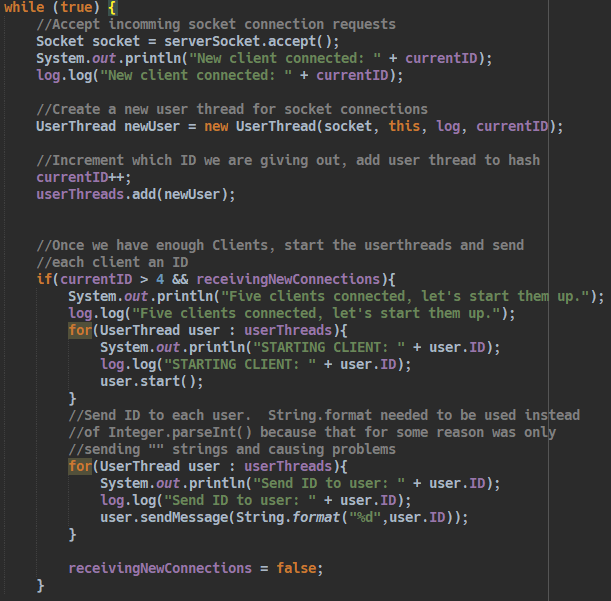 while (true) {
//Accept incomming socket connection requests
Socket socket = serverSocket.accept();
System.out.println("New client connected: " + currentID);
log.log("New client connected: " + currentID);
//Create a new user thread for socket connections
UserThread newUser = new UserThread(socket, this, log, currentID);
//Increment which ID we are giving out, add user thread to hash
currentID++;
userThreads.add(newUser);
//Once we have enough Clients, start the userthreads and send
//each client an ID
if(currentID > 4 && receivingNewConnections){
System.out.println("Five clients connected, let's start them up.");
log.log("Five clients connected, let's start them up.");
for(UserThread user : userThreads){
System.out.println("STARTING CLIENT: " + user.ID);
log.log("STARTING CLIENT: " + user.ID);
user.start();
}
//Send ID to each user.  String.format needed to be used instead
//of Integer.parseInt() because that for some reason was only
//sending "" strings and causing problems
for(UserThread user : userThreads){
System.out.println("Send ID to user: " + user.ID);
log.log("Send ID to user: " + user.ID);
user.sendMessage(String.format("%d",user.ID));
}
receivingNewConnections = false;
}